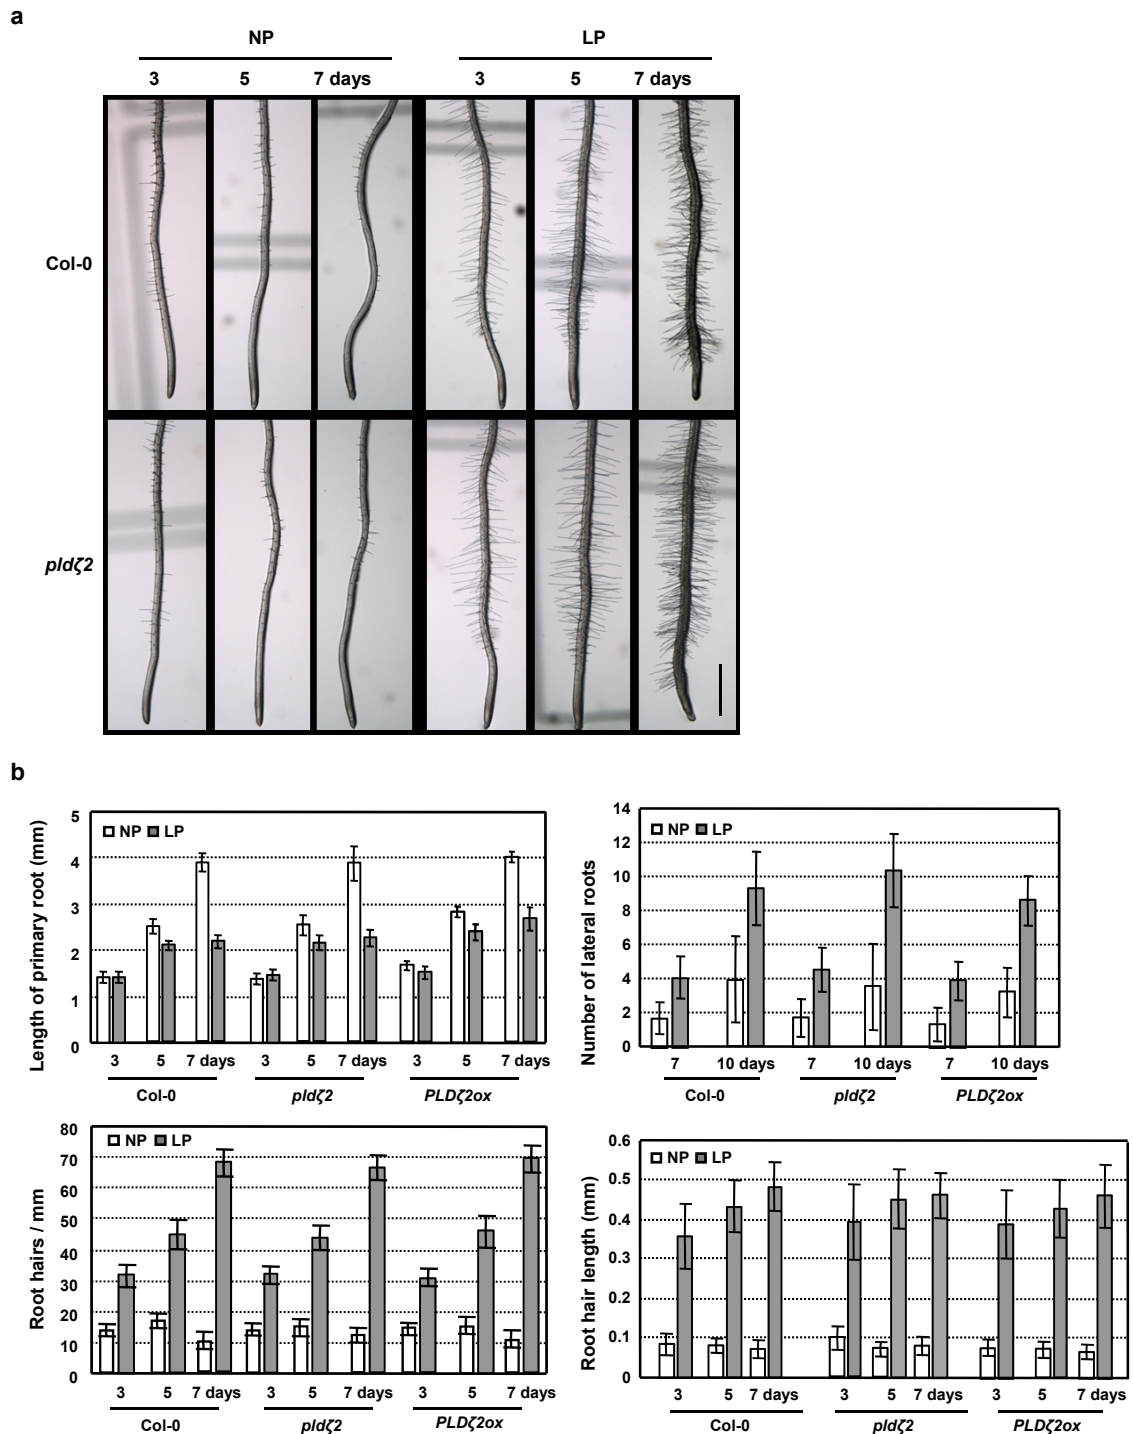 a
NP LP
3 5 7 days 3 5 7 days
Col-0
pldζ2
b
Length of primary root (mm)
5
4
3
2
1
0
NP LP
3 5 7 days 3 5 7 days 3 5 7 days
Col-0 pldζ2 PLDζ2ox
Number of lateral roots
14
12
10
8
6
4
2
0
NP LP
7 10 days 7 10 days 7 10 days
Col-0 pldζ2 PLDζ2ox
Root hairs / mm
80
70
60
50
40
30
20
10
0
NP LP
3 5 7 days 3 5 7 days 3 5 7 days
Col-0 pldζ2 PLDζ2ox
Root hair length (mm)
0.6
0.5
0.4
0.3
0.2
0.1
0
NP LP
3 5 7 days 3 5 7 days 3 5 7 days
Col-0 pldζ2 PLDζ2ox